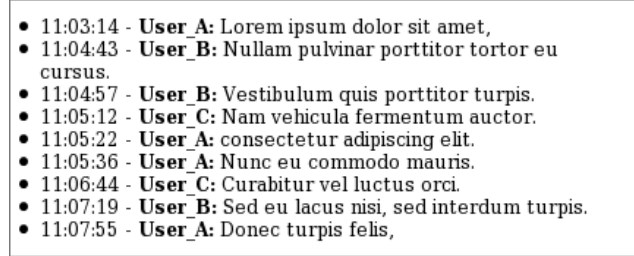 • 11:03:14 - User_A: Lorem ipsum dolor sit amet,
• 11:04:43 - User_B: Nullam pulvinar porttitor tortor eu
cursus.
• 11:04:57 - User_B: Vestibulum quis porttitor turpis.
• 11:05:12 - User_C: Nam vehicula fermentum auctor.
• 11:05:22 - User_A: consectetur adipiscing elit.
• 11:05:36 - User_A: Nunc eu commodo mauris.
• 11:06:44 - User_C: Curabitur vel luctus orci.
• 11:07:19 - User_B: Sed eu lacus nisi, sed interdum turpis.
• 11:07:55 - User_A: Donec turpis felis,